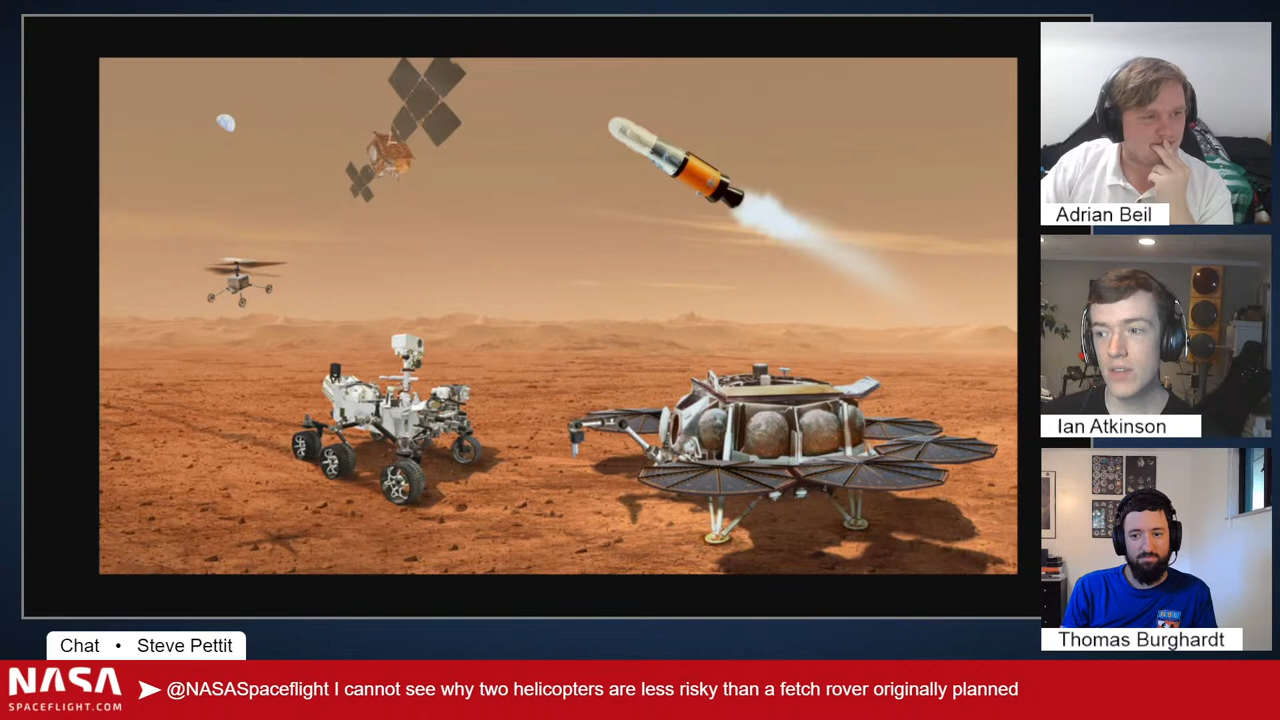 Adrian Beil
Ian Atkinson
Thomas Burghardt
Chat • Steve Pettit
NASA
SPACEFLIGHT.COM
@NASASpaceflight I cannot see why two helicopters are less risky than a fetch rover originally planned